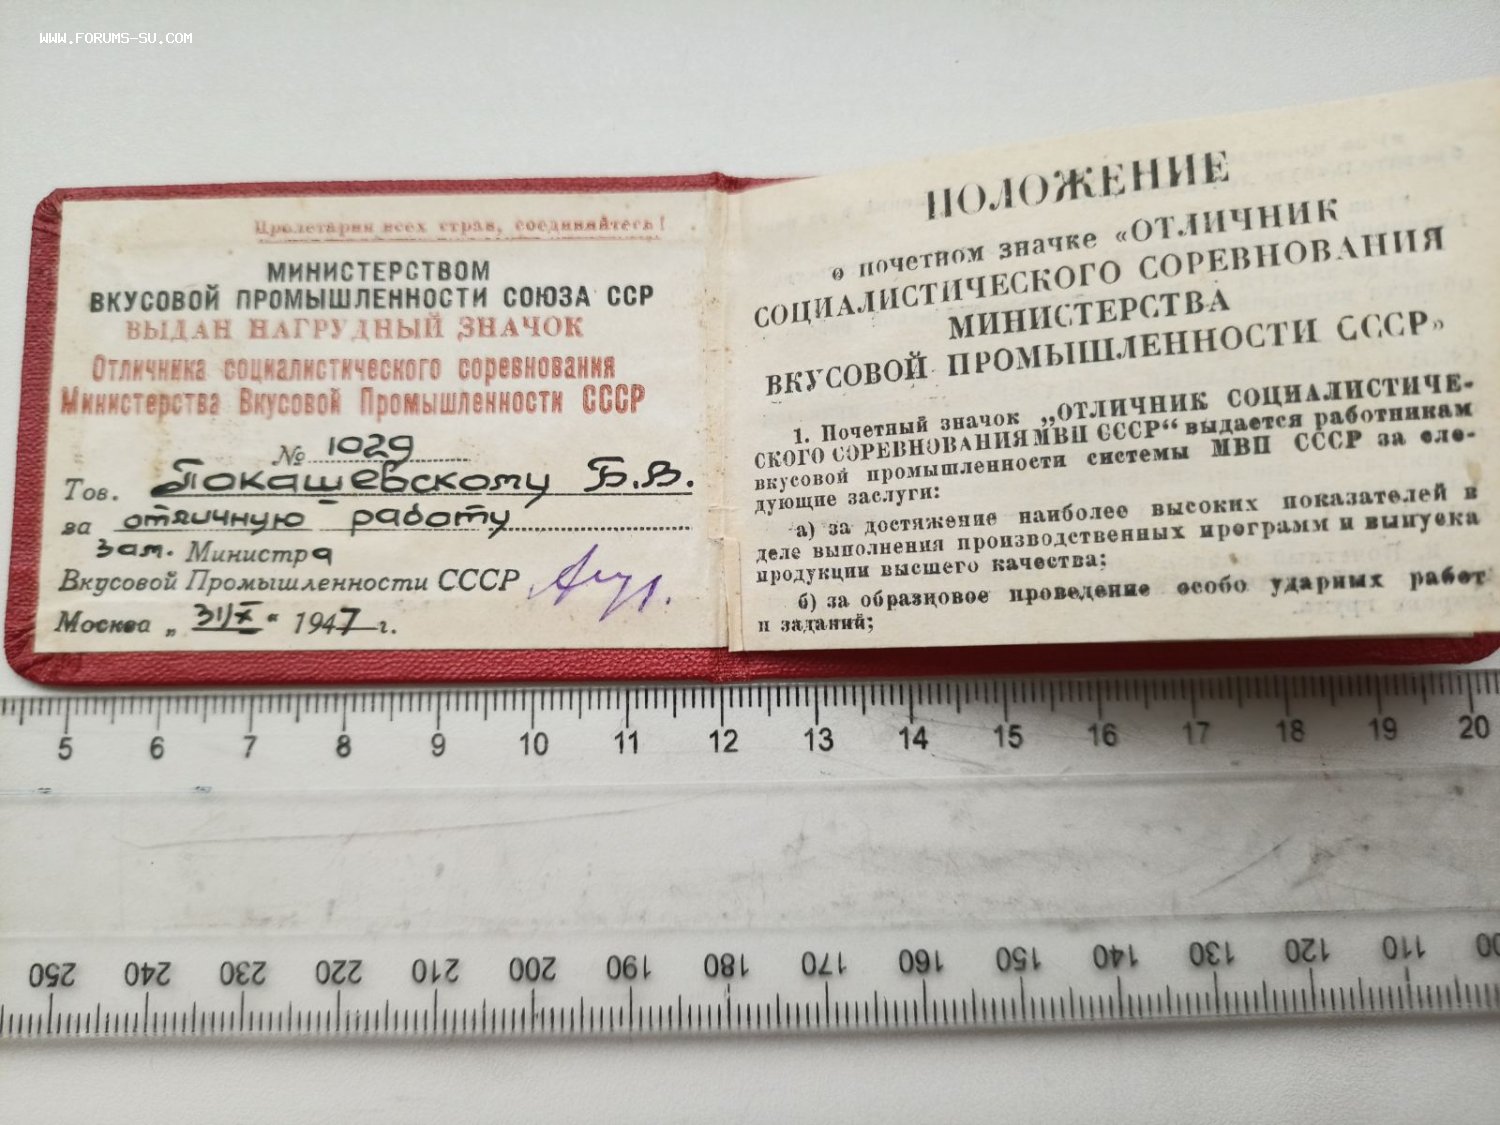 WWW.FORUMS-SU.COM
Пролетарии всех стран, соединяйтесь!
МИНИСТЕРСТВОМ
ВКУСОВОЙ ПРОМЫШЛЕННОСТИ СОЮЗА ССР
ВЫДАН НАГРУДНЫЙ ЗНАЧОК
Отличника социалистического соревнования
Министерства Вкусовой Промышленности СССР
№ 1029
Тов. Покашевскому Б.В.
за отличную работу
Зам. Министра
Вкусовой Промышленности СССР
Москва „31/X“ 1947 г.
ПОЛОЖЕНИЕ
о почетном значке «ОТЛИЧНИК
СОЦИАЛИСТИЧЕСКОГО СОРЕВНОВАНИЯ
МИНИСТЕРСТВА
ВКУСОВОЙ ПРОМЫШЛЕННОСТИ СССР»
1. Почетный значок „ОТЛИЧНИК СОЦИАЛИСТИЧЕ-
СКОГО СОРЕВНОВАНИЯ МВП СССР“ выдается работникам
вкусовой промышленности системы МВП СССР за сле-
дующие заслуги:
а) за достижение наиболее высоких показателей в
деле выполнения производственных программ и выпуска
продукции высшего качества;
б) за образцовое проведение особо ударных работ
и заданий;
5 6 7 8 9 10 11 12 13 14 15 16 17 18 19 20
250 240 230 220 210 200 190 180 170 160 150 140 130 120 110